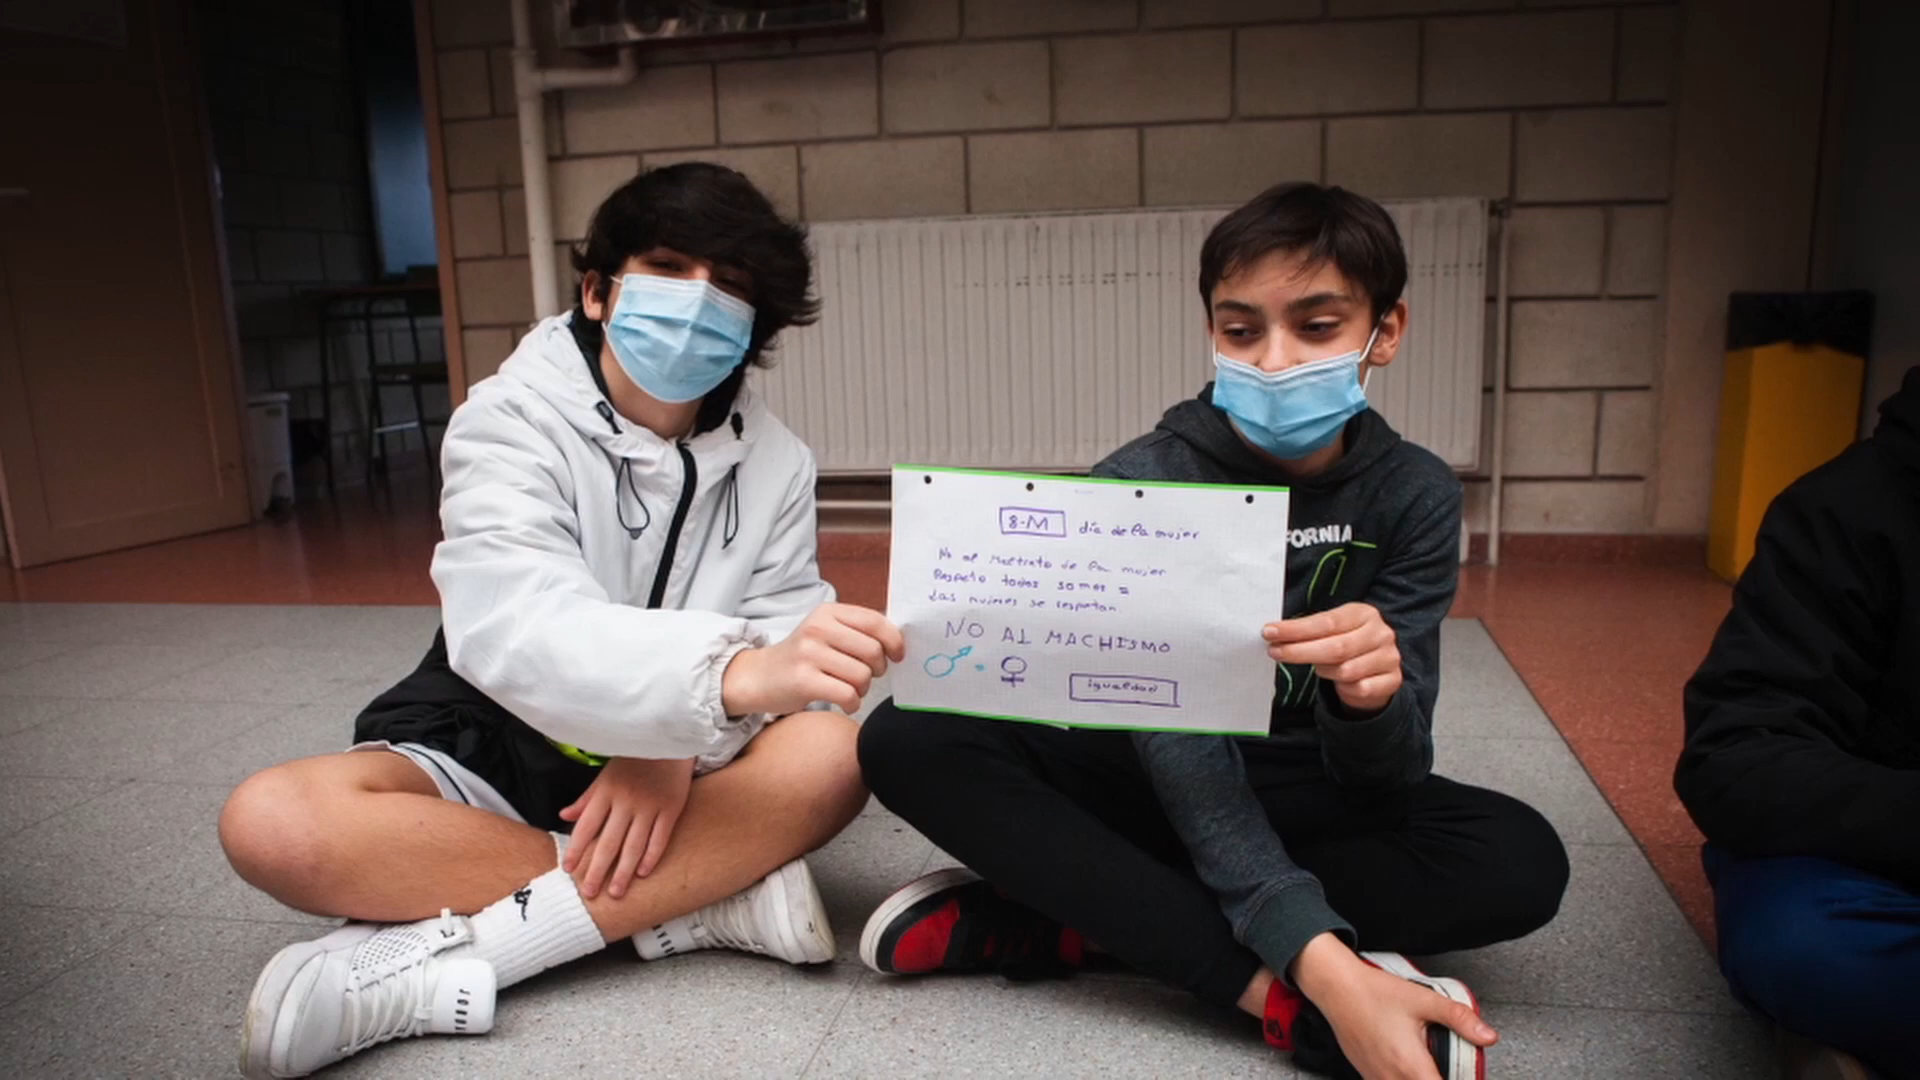 8-M día de la mujer
No al maltrato de la mujer
Respeto todos somos =
Las mujeres se respetan.
NO AL MACHISMO
♂ = ♀
igualdad
FORNIA